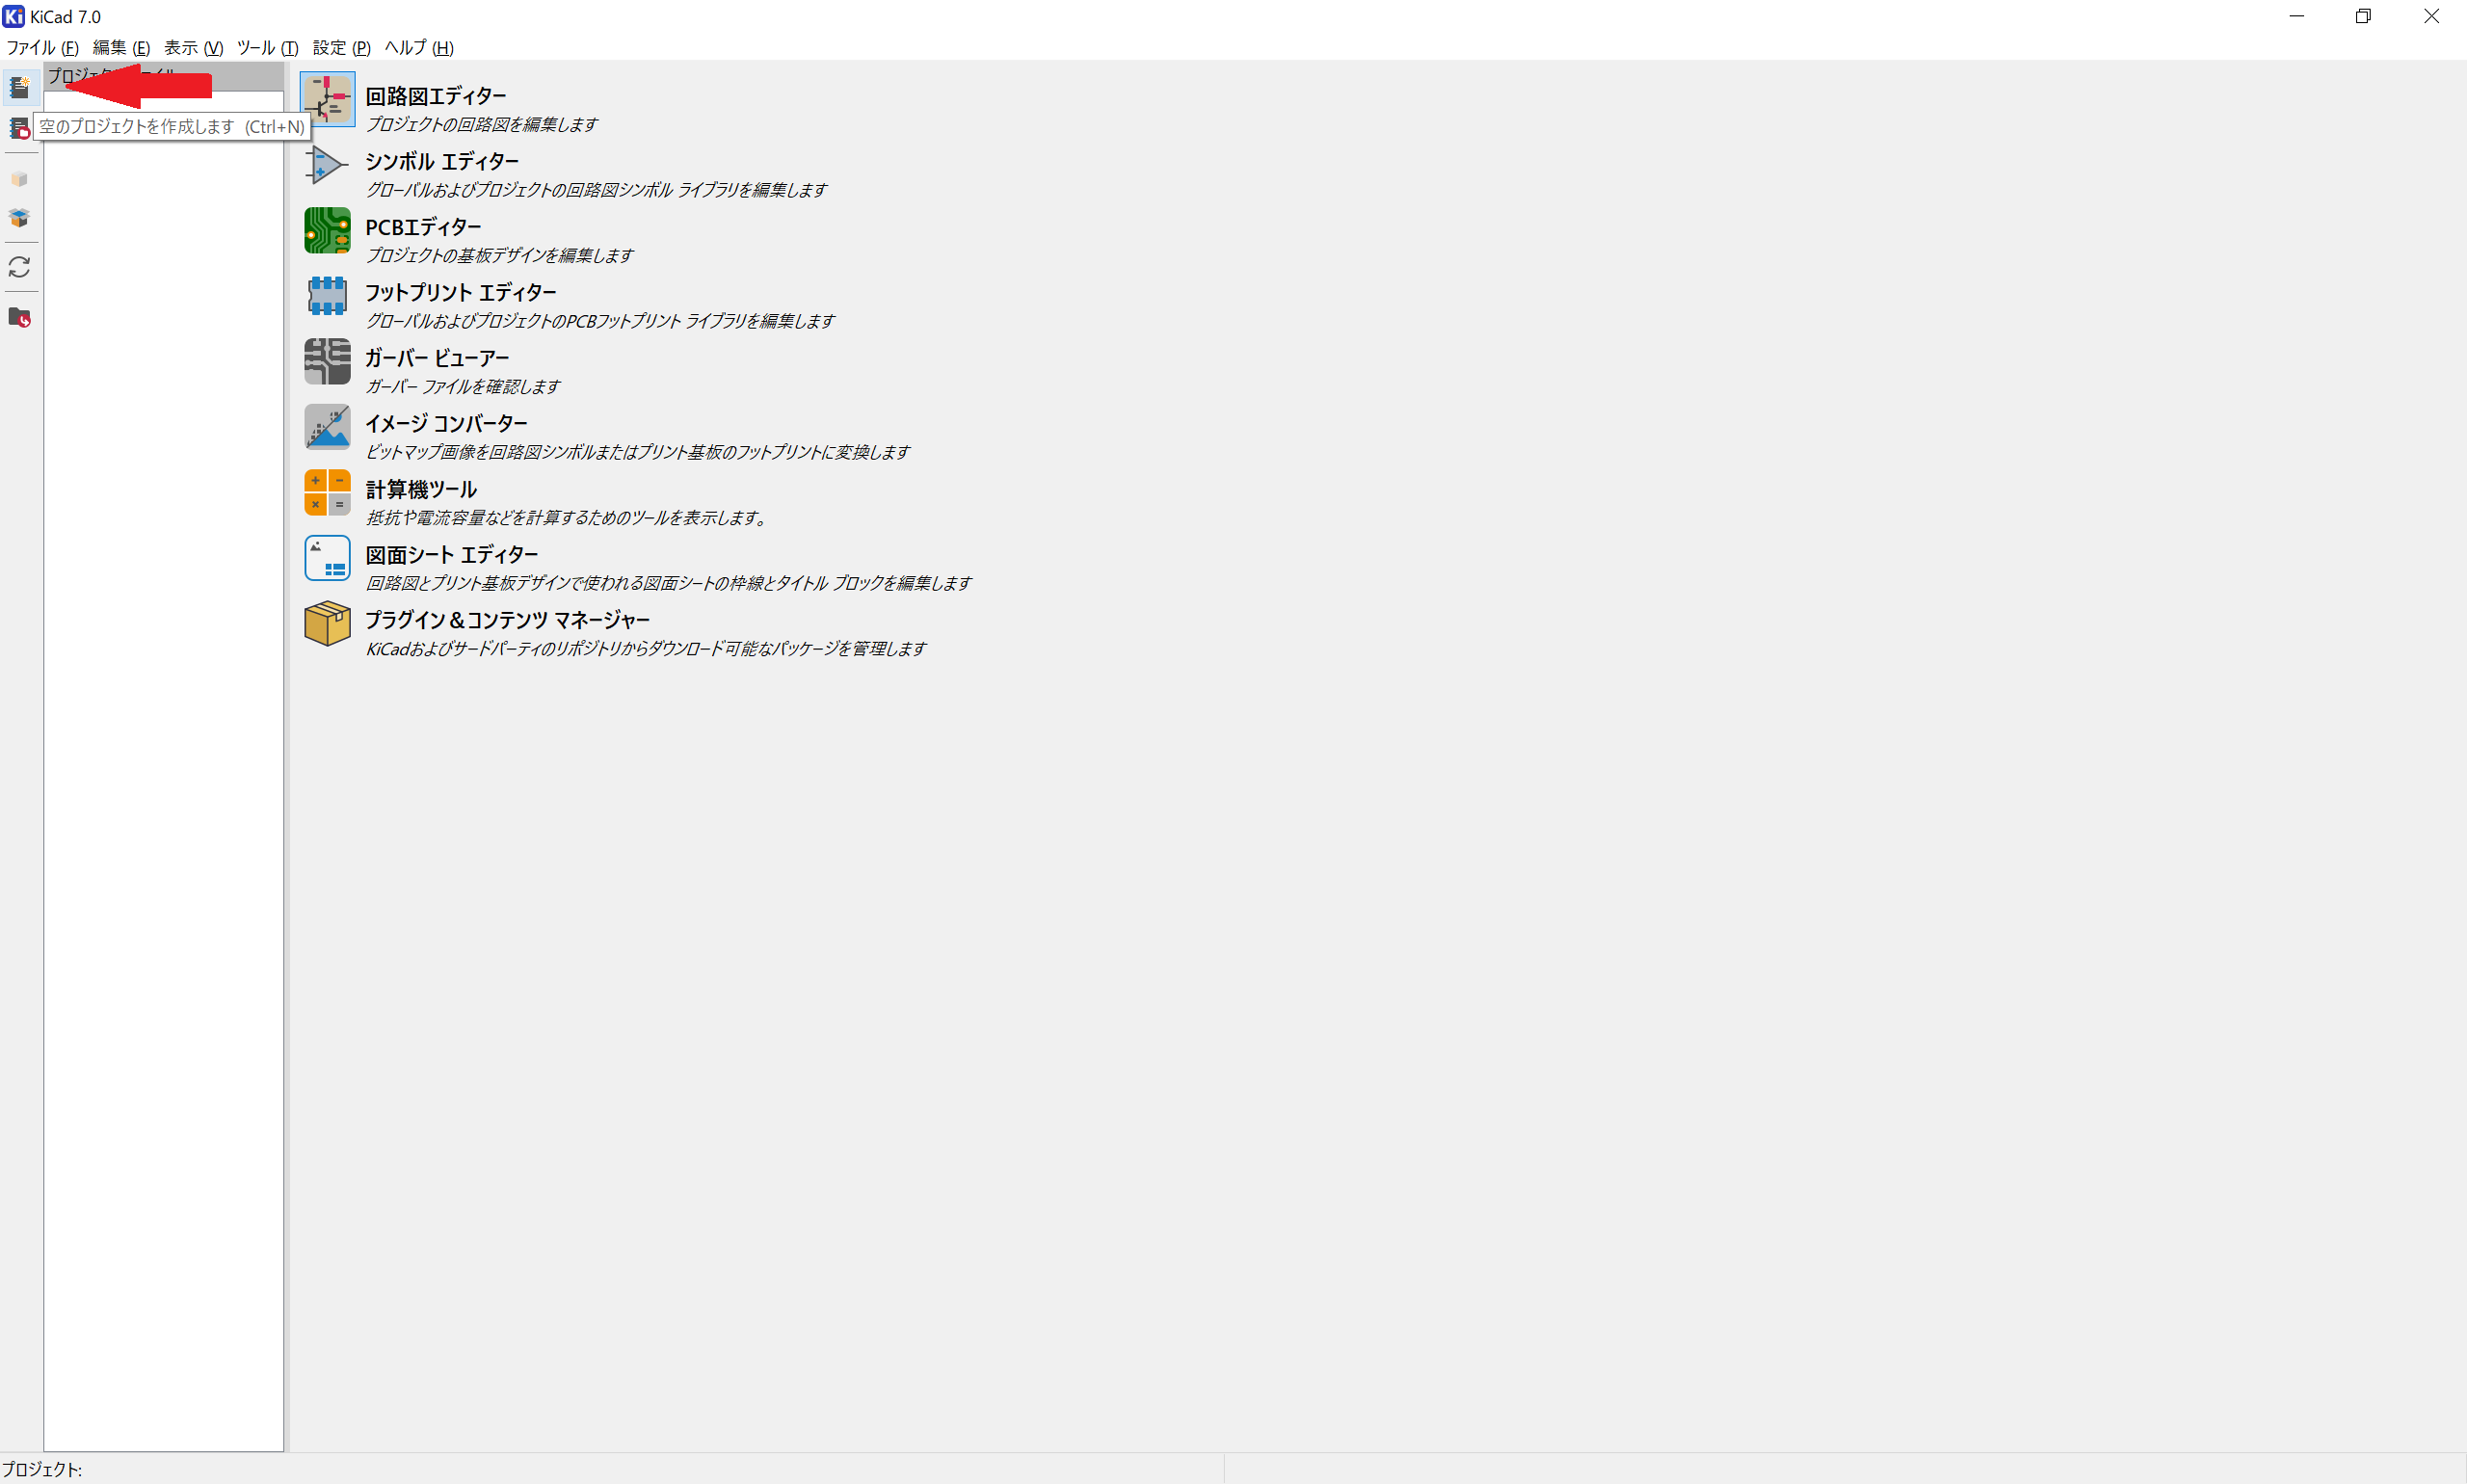 KiCad 7.0
ファイル (F) 編集 (E) 表示 (V) ツール (T) 設定 (P) ヘルプ (H)
空のプロジェクトを作成します (Ctrl+N)
回路図エディター
プロジェクトの回路図を編集します
シンボル エディター
グローバルおよびプロジェクトの回路図シンボル ライブラリを編集します
PCBエディター
プロジェクトの基板デザインを編集します
フットプリント エディター
グローバルおよびプロジェクトのPCBフットプリント ライブラリを編集します
ガーバー ビューアー
ガーバー ファイルを確認します
イメージ コンバーター
ビットマップ画像を回路図シンボルまたはプリント基板のフットプリントに変換します
計算機ツール
抵抗や電流容量などを計算するためのツールを表示します。
図面シート エディター
回路図とプリント基板デザインで使われる図面シートの枠線とタイトル ブロックを編集します
プラグイン＆コンテンツ マネージャー
KiCadおよびサードパーティのリポジトリからダウンロード可能なパッケージを管理します
プロジェクト: